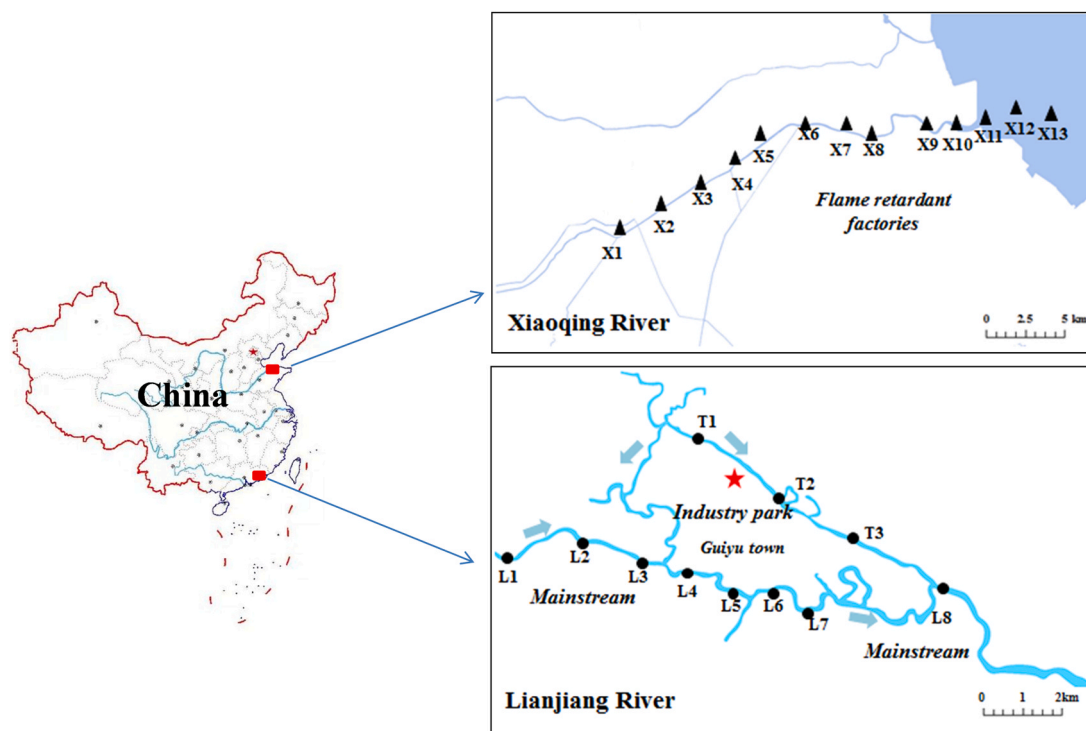 China
X1
X2
X3
X4
X5
X6
X7
X8
X9
X10
X11
X12
X13
Flame retardant
factories
Xiaoqing River
0 2.5 5 km
T1
T2
Industry park
T3
Guiyu town
L1
L2
L3
L4
L5
L6
L7
L8
Mainstream
Mainstream
Lianjiang River
0 1 2km